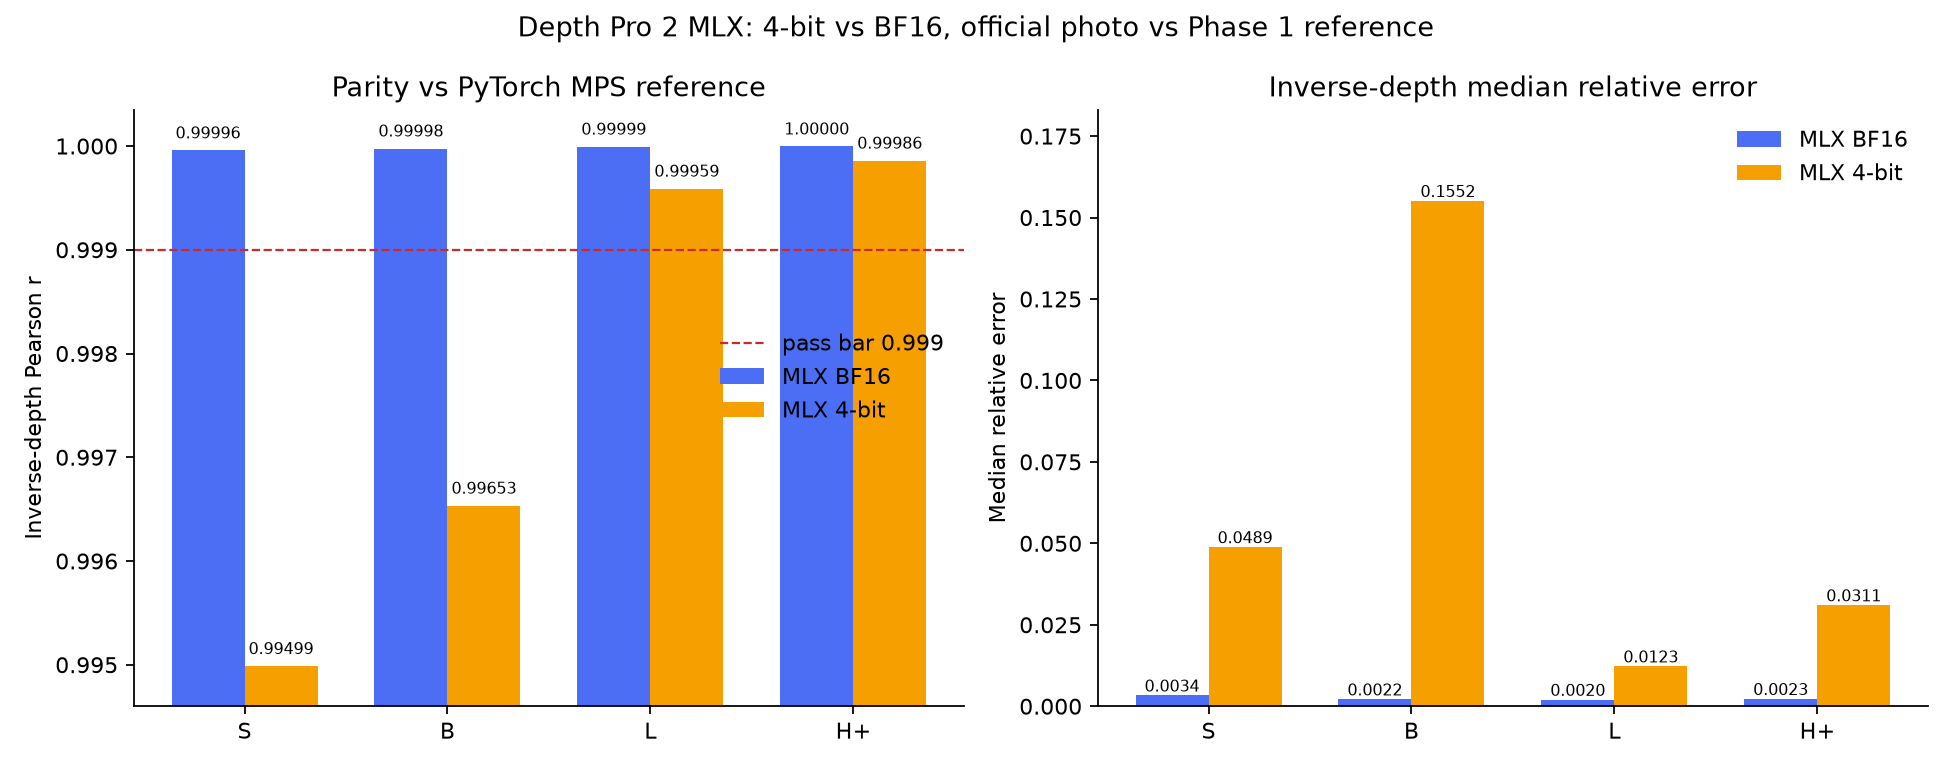 Depth Pro 2 MLX: 4-bit vs BF16, official photo vs Phase 1 reference
Parity vs PyTorch MPS reference
Inverse-depth Pearson r
1.000
0.999
0.998
0.997
0.996
0.995
0.99996
0.99499
0.99998
0.99653
0.99999
0.99959
1.00000
0.99986
pass bar 0.999
MLX BF16
MLX 4-bit
S
B
L
H+
Inverse-depth median relative error
Median relative error
0.175
0.150
0.125
0.100
0.075
0.050
0.025
0.000
MLX BF16
MLX 4-bit
0.0034
0.0489
0.0022
0.1552
0.0020
0.0123
0.0023
0.0311
S
B
L
H+